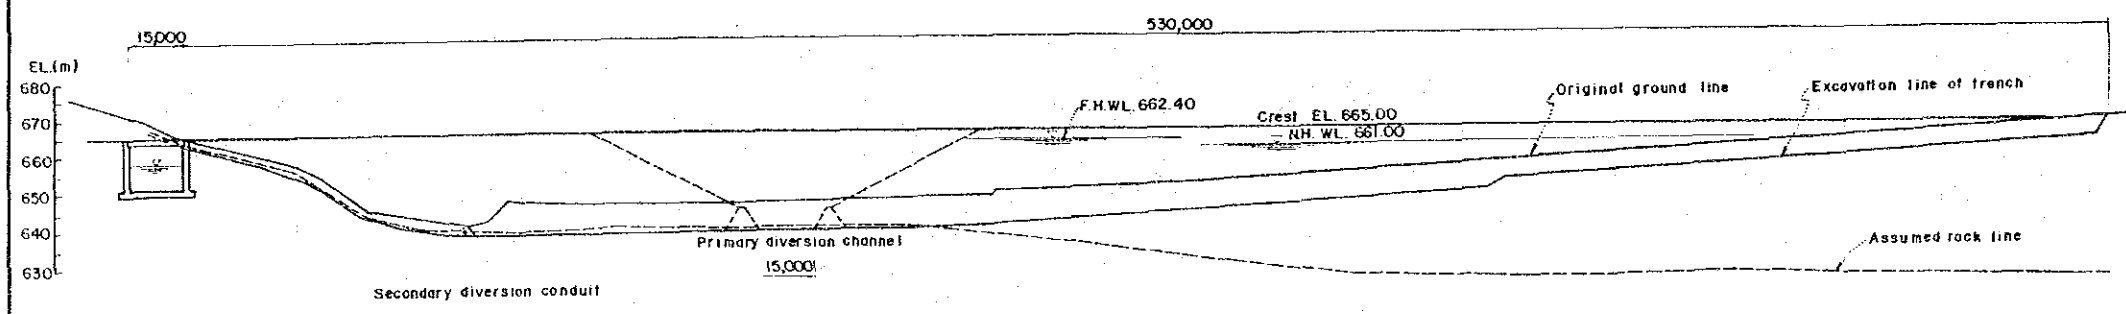 530,000
15,000
EL.(m)
680
670
660
650
640
630
F.H.WL. 662.40
Crest EL. 665.00
NH. WL. 661.00
Original ground line
Excavation line of trench
Primary diversion channel
15,000
Assumed rock line
Secondary diversion conduit